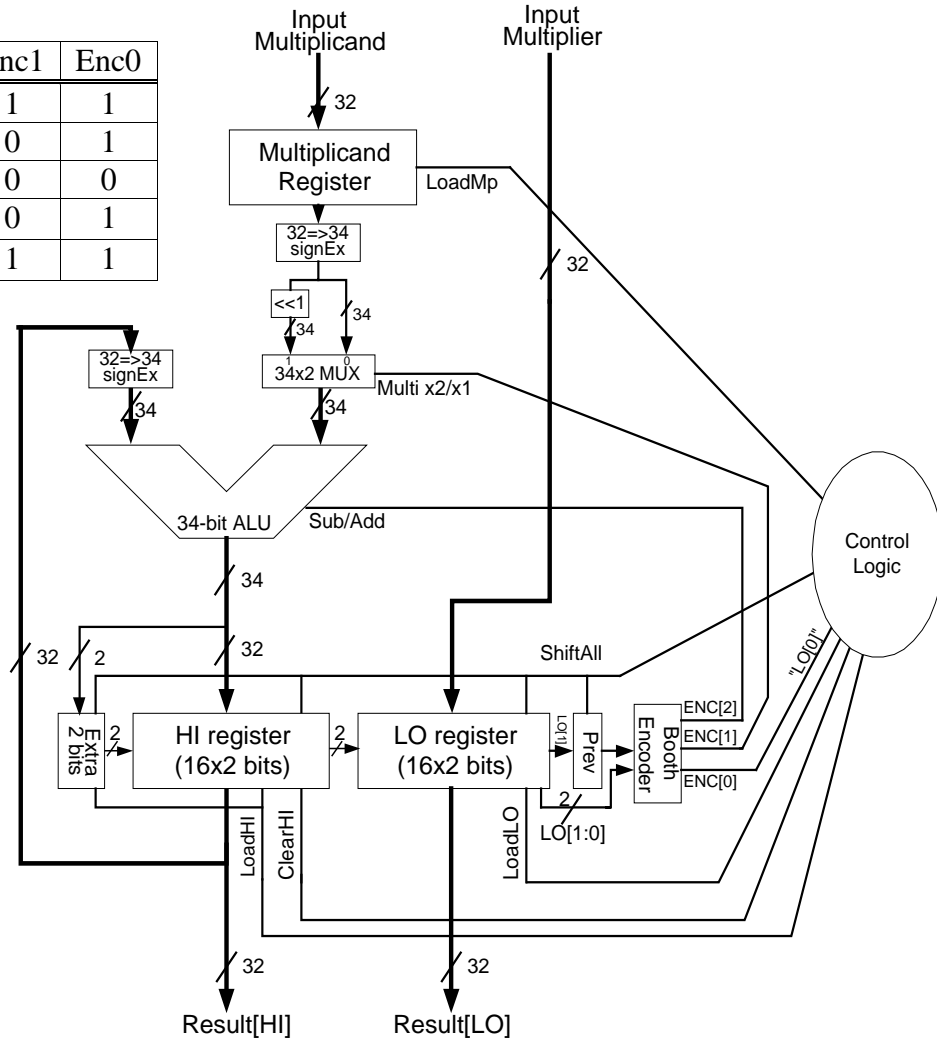 Input
Multiplicand
Input
Multiplier
nc1 Enc0
1 1
0 1
0 0
0 1
1 1
32
Multiplicand
Register
LoadMp
32=>34
signEx
32
<<1
34
34
32=>34
signEx
1 0
34x2 MUX
Multi x2/x1
34
34
34-bit ALU
Sub/Add
Control
Logic
34
32
2
32
ShiftAll
"LO[0]"
Extra
2 bits
2
HI register
(16x2 bits)
2
LO register
(16x2 bits)
LO[1]
Prev
Booth
Encoder
ENC[2]
ENC[1]
ENC[0]
2
LO[1:0]
LoadHI
ClearHI
LoadLO
32
32
Result[HI]
Result[LO]